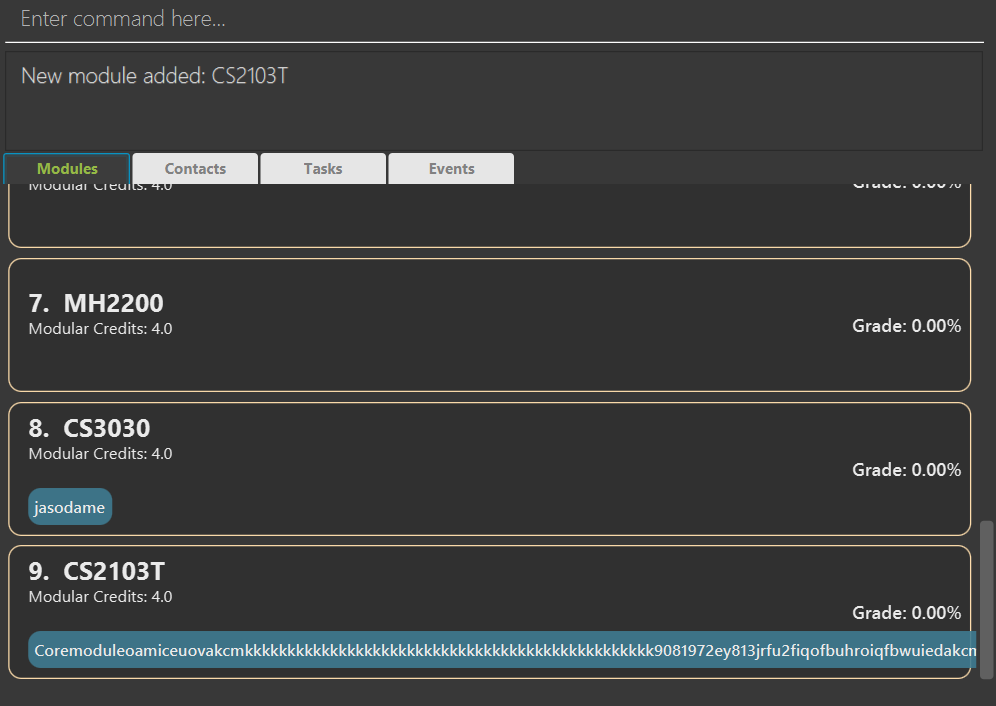 Enter command here...
New module added: CS2103T
Modules Contacts Tasks Events
Modular Credits: 4.0 Grade: 0.00%
7. MH2200
Modular Credits: 4.0
Grade: 0.00%
8. CS3030
Modular Credits: 4.0
Grade: 0.00%
jasodame
9. CS2103T
Modular Credits: 4.0
Grade: 0.00%
Coremoduleoamiceuovakcmkkkkkkkkkkkkkkkkkkkkkkkkkkkkkkkkkkkkkkkkkkkkkkkkk9081972ey813jrfu2fiqofbuhroiqfbwuiedakcm